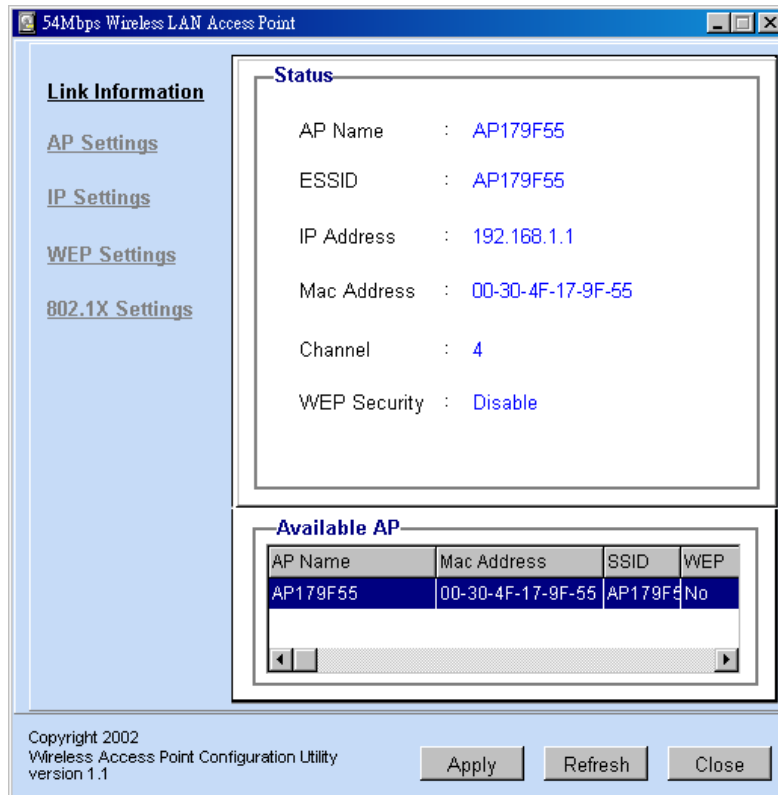 54Mbps Wireless LAN Access Point
Link Information
AP Settings
IP Settings
WEP Settings
802.1X Settings
Status
AP Name : AP179F55
ESSID : AP179F55
IP Address : 192.168.1.1
Mac Address : 00-30-4F-17-9F-55
Channel : 4
WEP Security : Disable
Available AP
AP Name Mac Address SSID WEP
AP179F55 00-30-4F-17-9F-55 AP179F5 No
Copyright 2002
Wireless Access Point Configuration Utility
version 1.1
Apply Refresh Close